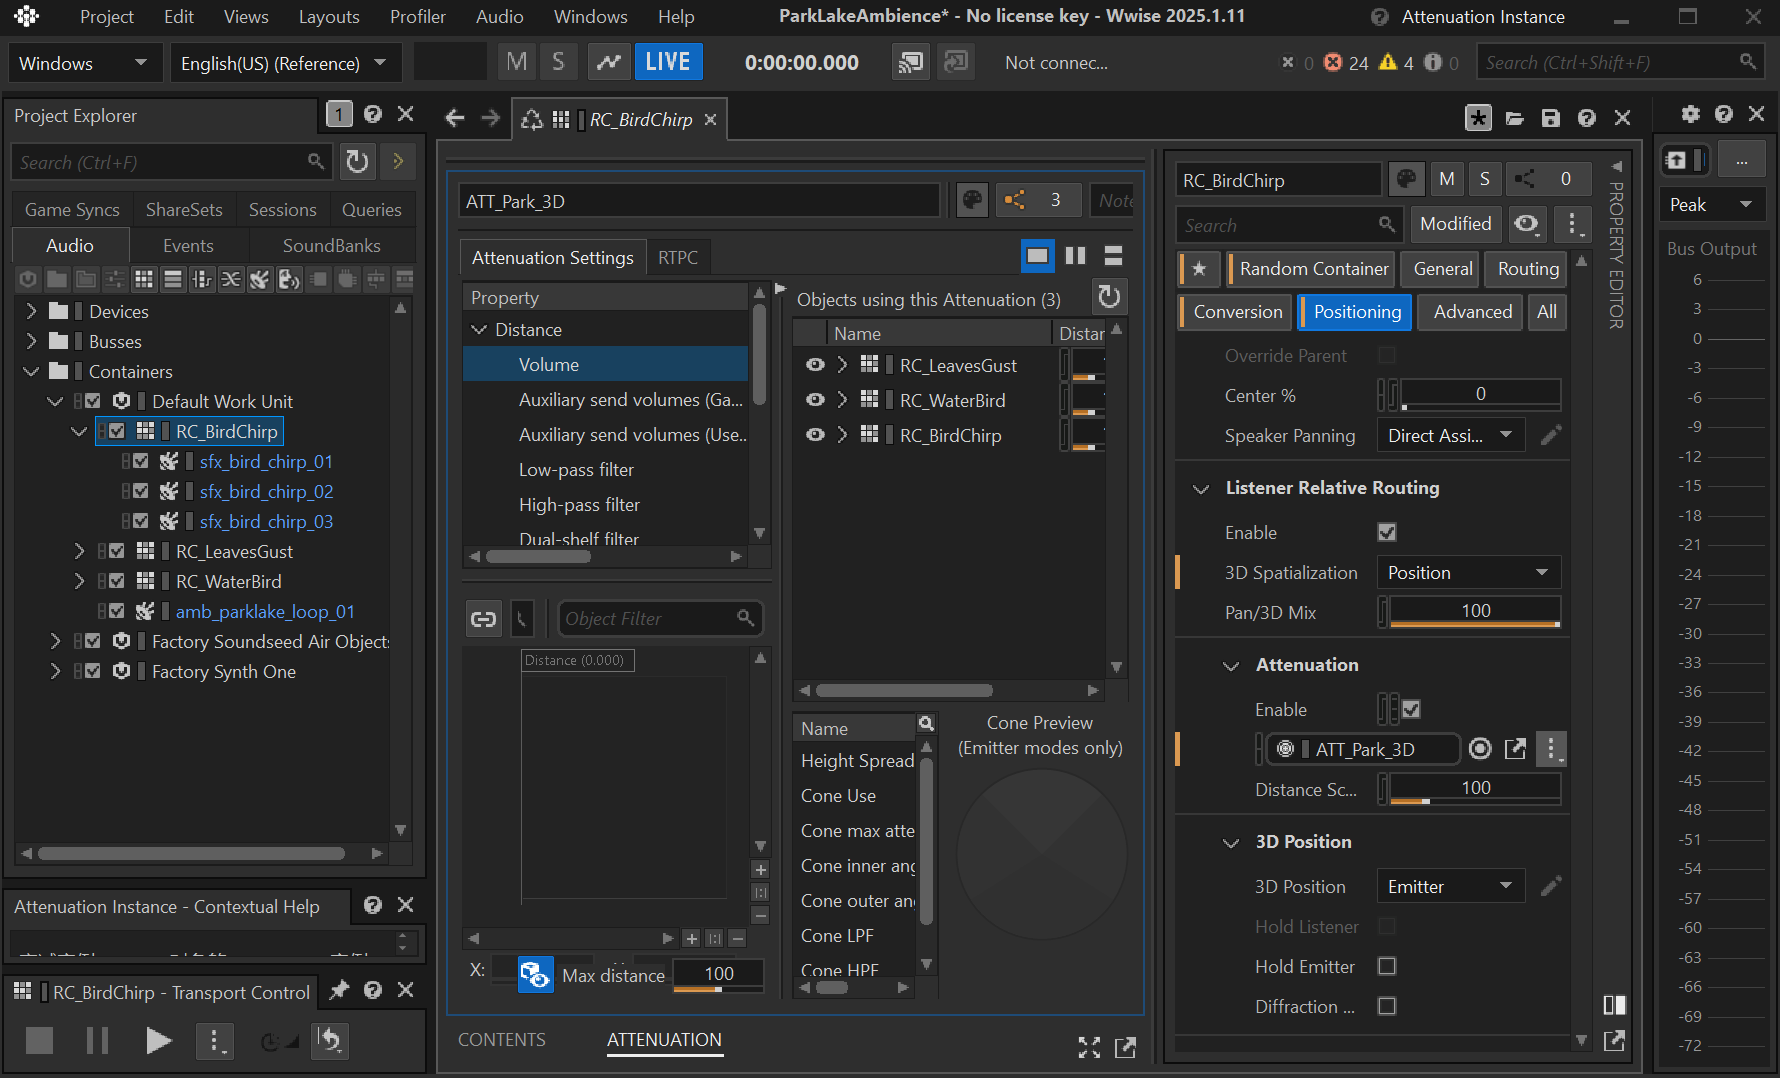 Project Edit Views Layouts Profiler Audio Windows Help
ParkLakeAmbience* - No license key - Wwise 2025.1.11
Attenuation Instance
Windows
English(US) (Reference)
M S
LIVE
0:00:00.000
Not connec...
0 24 4 0
Search (Ctrl+Shift+F)
Project Explorer
1
Search (Ctrl+F)
Game Syncs ShareSets Sessions Queries
Audio Events SoundBanks
Devices
Busses
Containers
Default Work Unit
RC_BirdChirp
sfx_bird_chirp_01
sfx_bird_chirp_02
sfx_bird_chirp_03
RC_LeavesGust
RC_WaterBird
amb_parklake_loop_01
Factory Soundseed Air Objects
Factory Synth One
Attenuation Instance - Contextual Help
RC_BirdChirp - Transport Control
RC_BirdChirp
ATT_Park_3D
3
Note
Attenuation Settings RTPC
Property
Distance
Volume
Auxiliary send volumes (Ga...
Auxiliary send volumes (Use..
Low-pass filter
High-pass filter
Dual-shelf filter
Object Filter
Distance (0.000)
X:
Max distance 100
Objects using this Attenuation (3)
Name Distar
RC_LeavesGust
RC_WaterBird
RC_BirdChirp
Name
Height Spread
Cone Use
Cone max atte
Cone inner ang
Cone outer ang
Cone LPF
Cone HPF
Cone Preview
(Emitter modes only)
CONTENTS ATTENUATION
RC_BirdChirp
M S 0
Search
Modified
Random Container General Routing
Conversion Positioning Advanced All
Override Parent
Center % 0
Speaker Panning Direct Assi...
Listener Relative Routing
Enable
3D Spatialization Position
Pan/3D Mix 100
Attenuation
Enable
ATT_Park_3D
Distance Sc... 100
3D Position
3D Position Emitter
Hold Listener
Hold Emitter
Diffraction ...
PROPERTY EDITOR
...
Peak
Bus Output
6
3
0
-3
-6
-9
-12
-15
-18
-21
-24
-27
-30
-33
-36
-39
-42
-45
-48
-51
-54
-57
-60
-63
-66
-69
-72